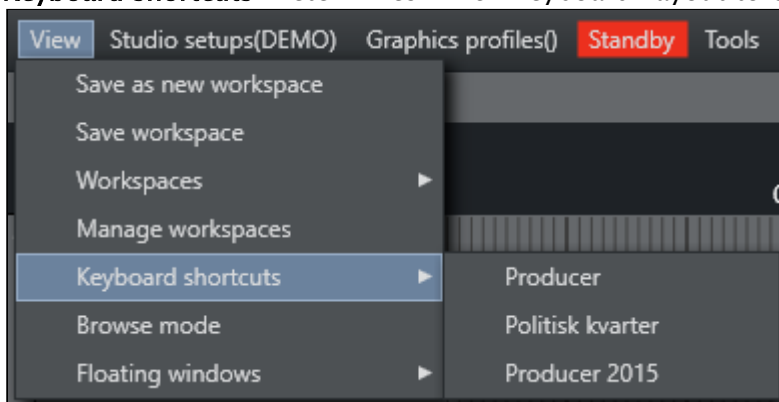 View Studio setups(DEMO) Graphics profiles() Standby Tools
Save as new workspace
Save workspace
Workspaces
Manage workspaces
Keyboard shortcuts
Browse mode
Floating windows
Producer
Politisk kvarter
Producer 2015